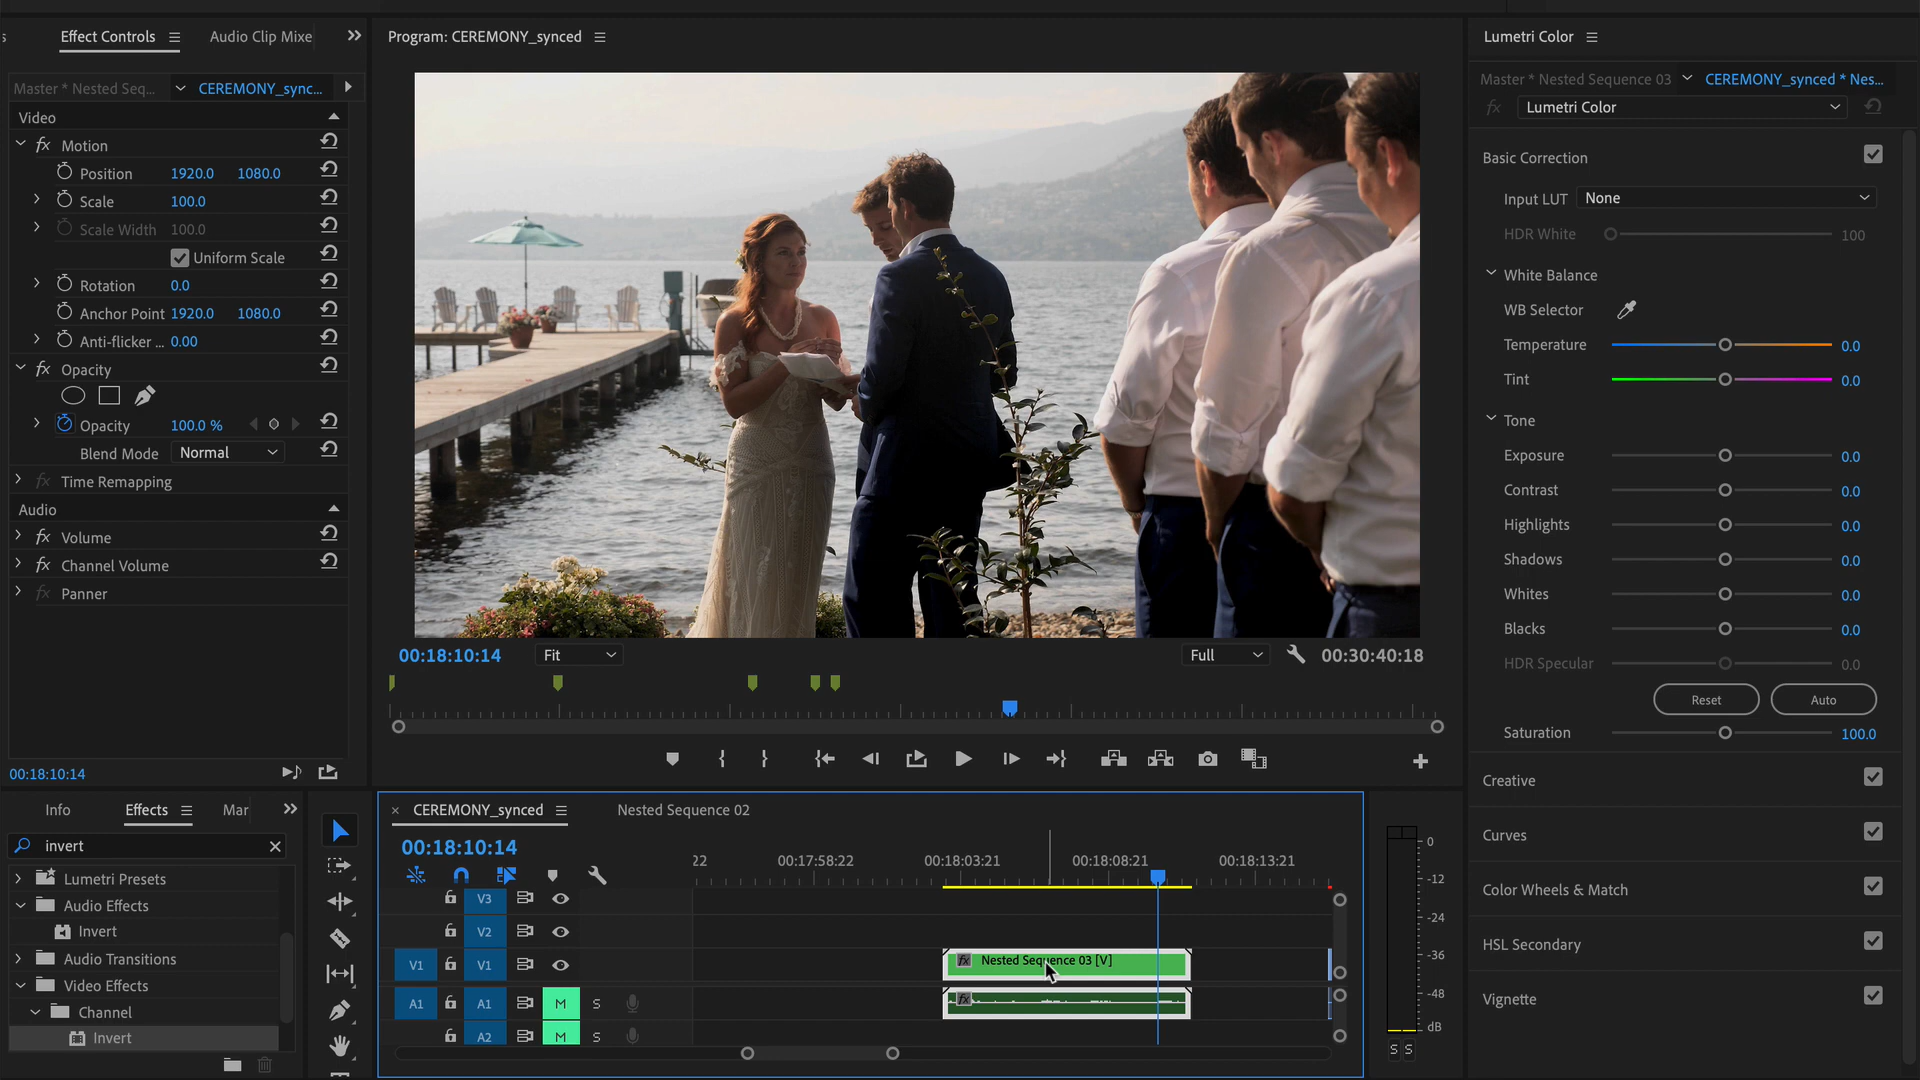 s
Effect Controls
Audio Clip Mixe
Master * Nested Seq...
CEREMONY_sync...
Video
fx Motion
Position 1920.0 1080.0
Scale 100.0
Scale Width 100.0
Uniform Scale
Rotation 0.0
Anchor Point 1920.0 1080.0
Anti-flicker ... 0.00
fx Opacity
Opacity 100.0 %
Blend Mode Normal
fx Time Remapping
Audio
fx Volume
fx Channel Volume
fx Panner
00:18:10:14
Program: CEREMONY_synced
00:18:10:14
Fit
Full
00:30:40:18
Lumetri Color
Master * Nested Sequence 03
CEREMONY_synced * Nes...
fx Lumetri Color
Basic Correction
Input LUT None
HDR White 100
White Balance
WB Selector
Temperature 0.0
Tint 0.0
Tone
Exposure 0.0
Contrast 0.0
Highlights 0.0
Shadows 0.0
Whites 0.0
Blacks 0.0
HDR Specular 0.0
Reset Auto
Saturation 100.0
Creative
Curves
Color Wheels & Match
HSL Secondary
Vignette
Info Effects Mar
invert
Lumetri Presets
Audio Effects
Invert
Audio Transitions
Video Effects
Channel
Invert
× CEREMONY_synced
Nested Sequence 02
00:18:10:14
22 00:17:58:22 00:18:03:21 00:18:08:21 00:18:13:21
V3
V2
V1 V1
fx Nested Sequence 03 [V]
A1 A1 M S
fx
A2 M S
0
-12
-24
-36
-48
dB
S S